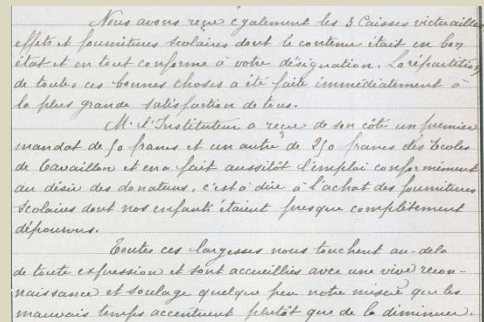 Nous avons reçu également les 3 Caisses victuailles
effets et fournitures scolaires dont le contenu était en bon
état et en tout conforme à votre désignation. La répartition
de toutes ces bonnes choses a été faite immédiatement à
la plus grande satisfaction de tous.
M. l'Instituteur a reçu de son côté un premier
mandat de 50 francs et un autre de 250 francs des Ecoles
de Cavaillon et en a fait aussitôt l'emploi conformément
au désir des donateurs, c'est à dire à l'achat des fournitures
scolaires dont nos enfants étaient presque complètement
dépourvus.
Toutes ces largesses nous touchent au-dela
de toute expression et sont accueillies avec une vive recon-
naissance et soulage quelque peu notre misère que les
mauvais temps accentuent plutôt que de la diminuer.